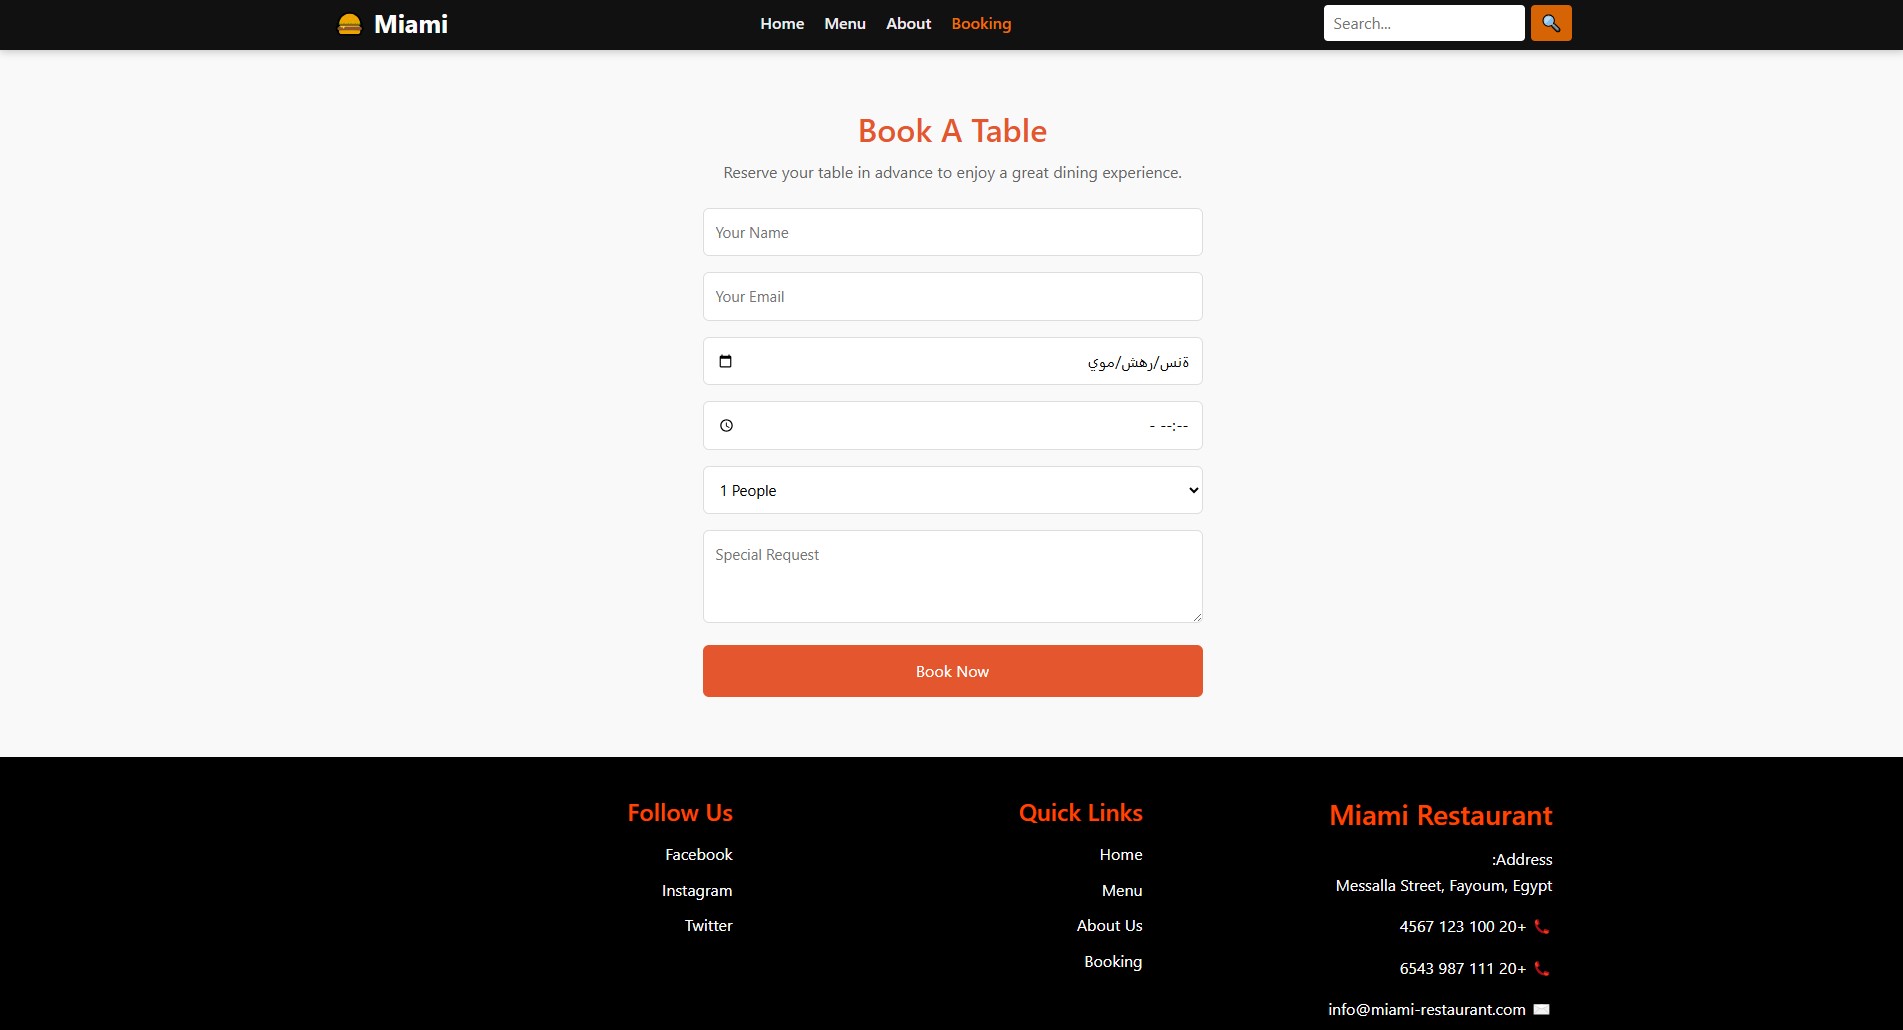 Miami
Home Menu About Booking
Search...
Book A Table
Reserve your table in advance to enjoy a great dining experience.
Your Name
Your Email
ةنس/رهش/موي
- --:--
1 People
Special Request
Book Now
Miami Restaurant
:Address
Messalla Street, Fayoum, Egypt
4567 123 100 20+
6543 987 111 20+
info@miami-restaurant.com
Quick Links
Home
Menu
About Us
Booking
Follow Us
Facebook
Instagram
Twitter